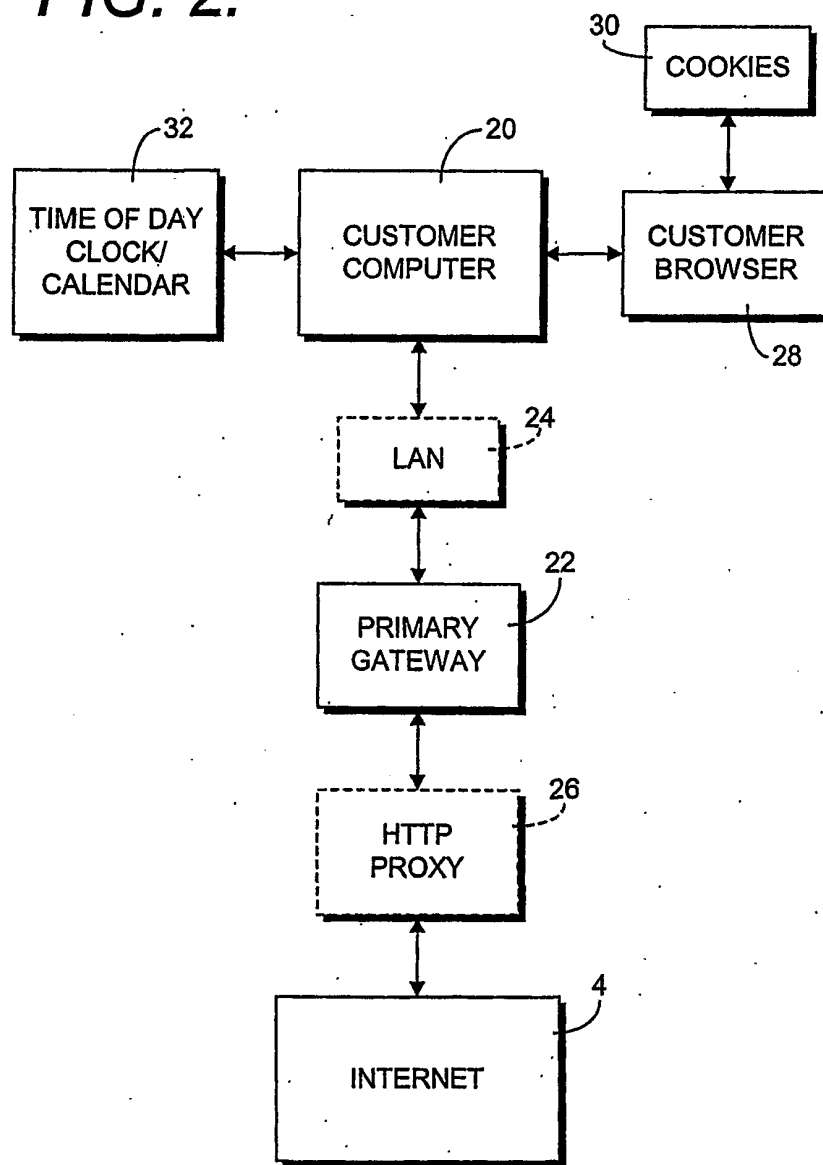 FIG. 2.
30
COOKIES
32
20
TIME OF DAY
CLOCK/
CALENDAR
CUSTOMER
COMPUTER
CUSTOMER
BROWSER
28
24
LAN
22
PRIMARY
GATEWAY
26
HTTP
PROXY
4
INTERNET